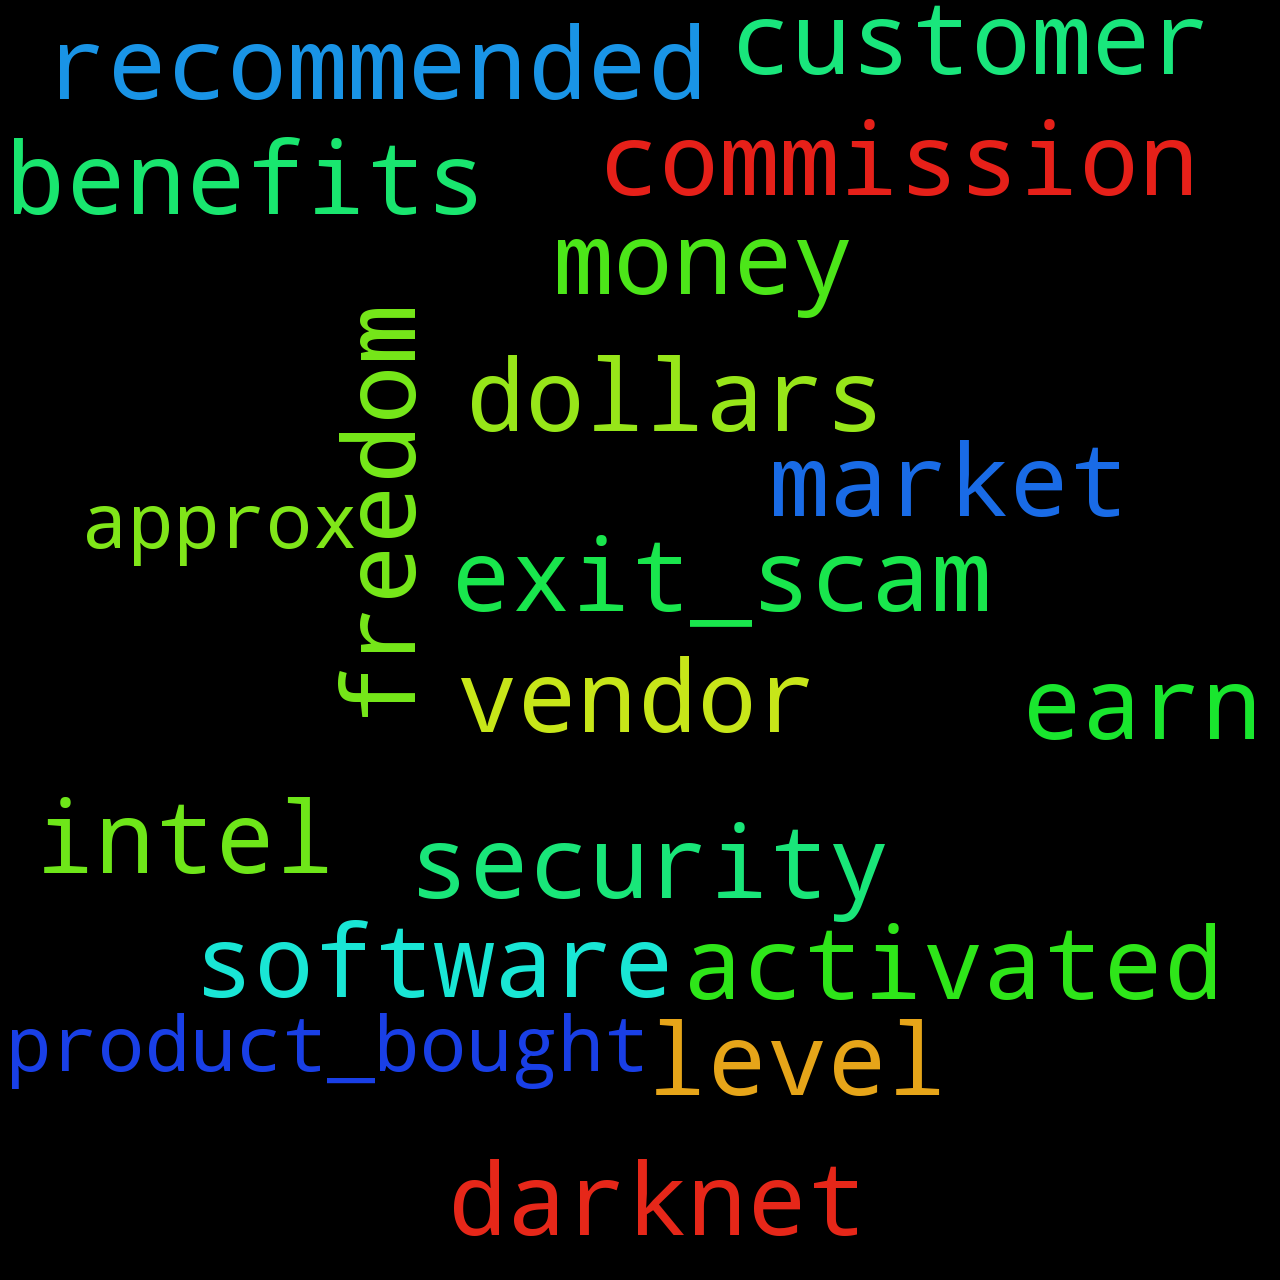 recommended customer
benefits commission
money
freedom
dollars
market
approx
exit_scam
vendor
earn
intel
security
software activated
product_bought level
darknet